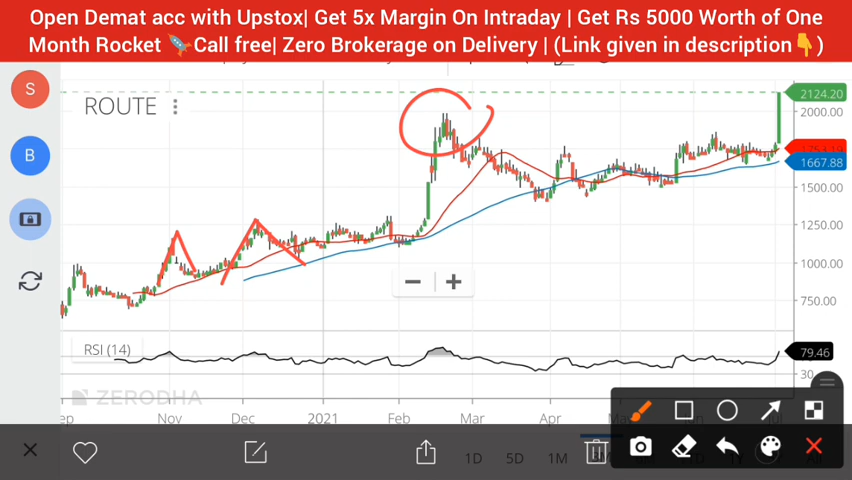 Open Demat acc with Upstox| Get 5x Margin On Intraday | Get Rs 5000 Worth of One
Month Rocket 🚀Call free| Zero Brokerage on Delivery | (Link given in description👇)
S
ROUTE
2124.20
2000.00
B
1667.88
1500.00
1250.00
1000.00
750.00
RSI (14)
79.46
30
ZERODHA
Nov
Dec
2021
Feb
Mar
Apr
1D
5D
1M